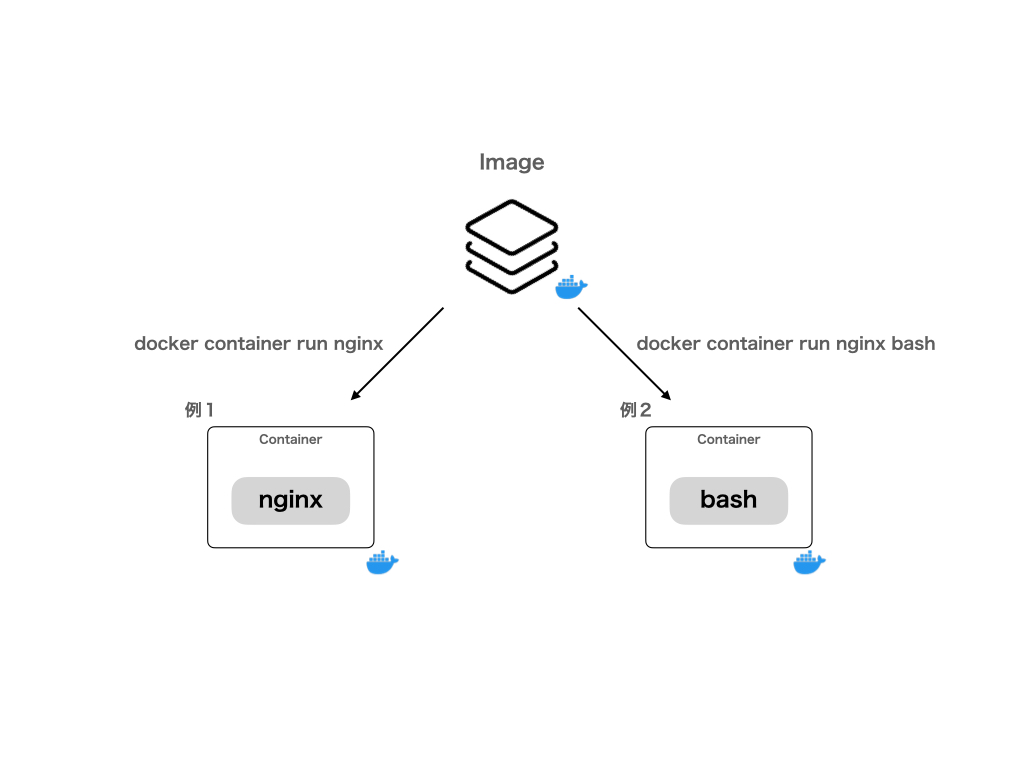 Image
docker container run nginx
docker container run nginx bash
例１
例２
Container
Container
nginx
bash